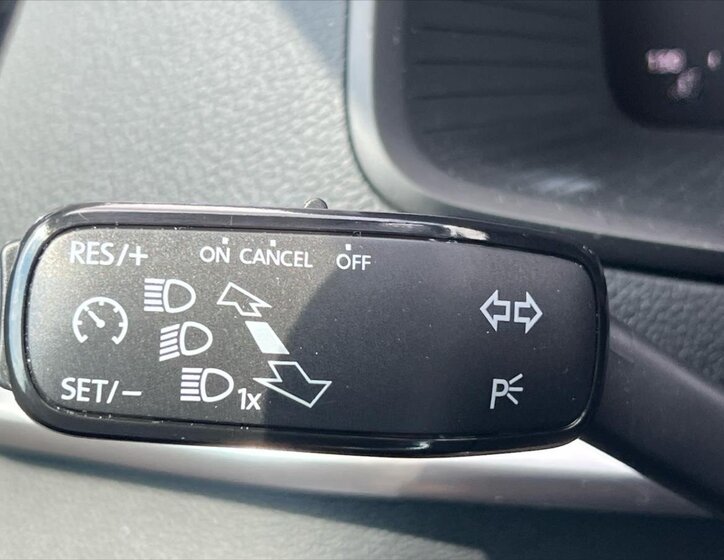 RES/+
ON CANCEL OFF
SET/−
1x
P